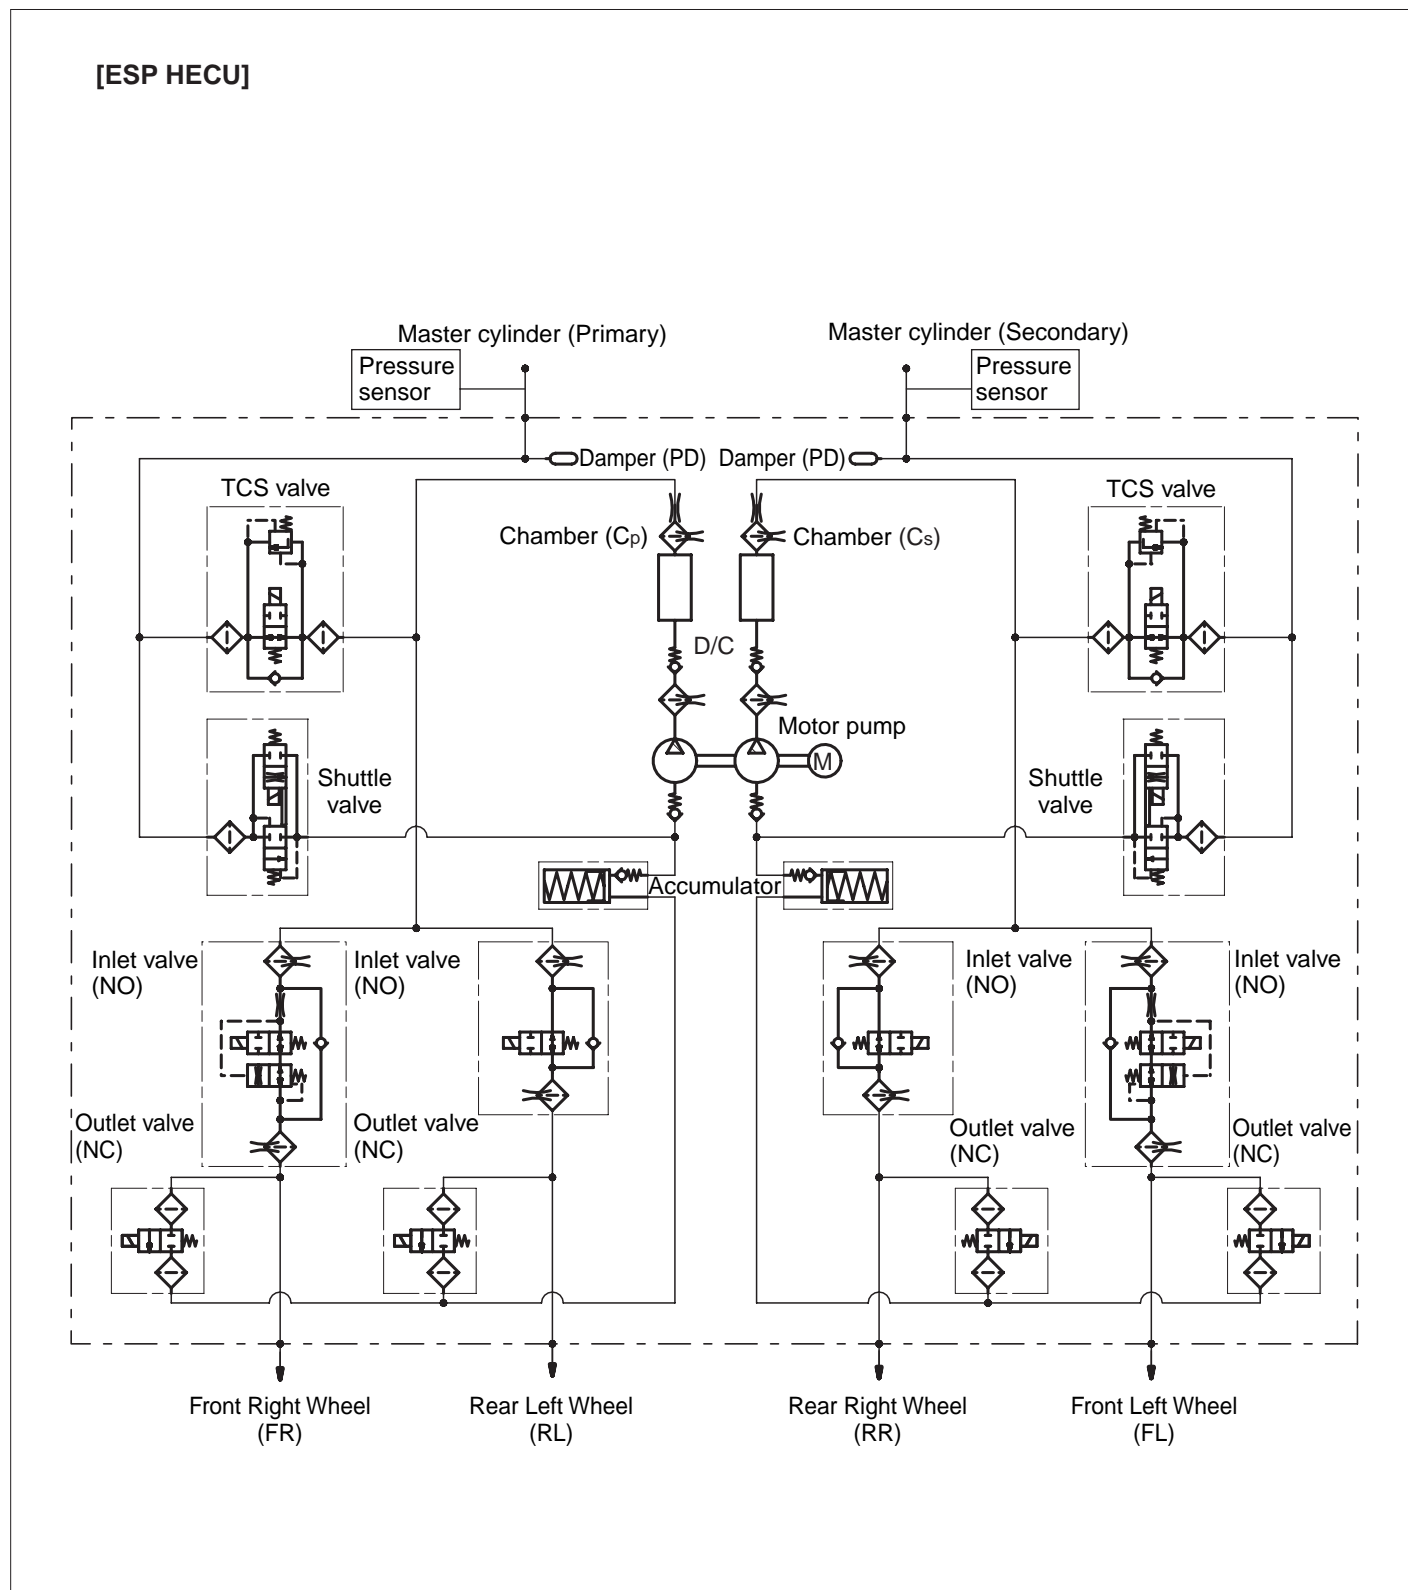 [ESP HECU]
Master cylinder (Primary)
Master cylinder (Secondary)
Pressure
sensor
Pressure
sensor
Damper (PD)
Damper (PD)
TCS valve
TCS valve
Chamber (Cp)
Chamber (Cs)
D/C
Motor pump
M
Shuttle
valve
Shuttle
valve
Accumulator
Inlet valve
(NO)
Inlet valve
(NO)
Inlet valve
(NO)
Inlet valve
(NO)
Outlet valve
(NC)
Outlet valve
(NC)
Outlet valve
(NC)
Outlet valve
(NC)
Front Right Wheel
(FR)
Rear Left Wheel
(RL)
Rear Right Wheel
(RR)
Front Left Wheel
(FL)